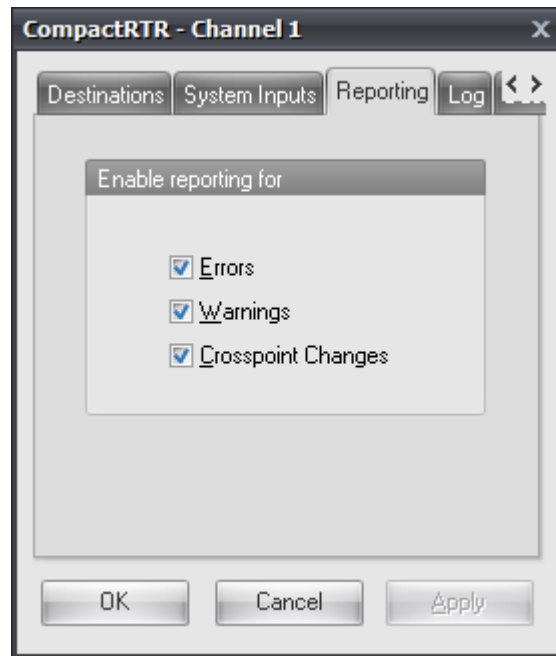 CompactRTR - Channel 1
Destinations System Inputs Reporting Log
Enable reporting for
Errors
Warnings
Crosspoint Changes
OK Cancel Apply